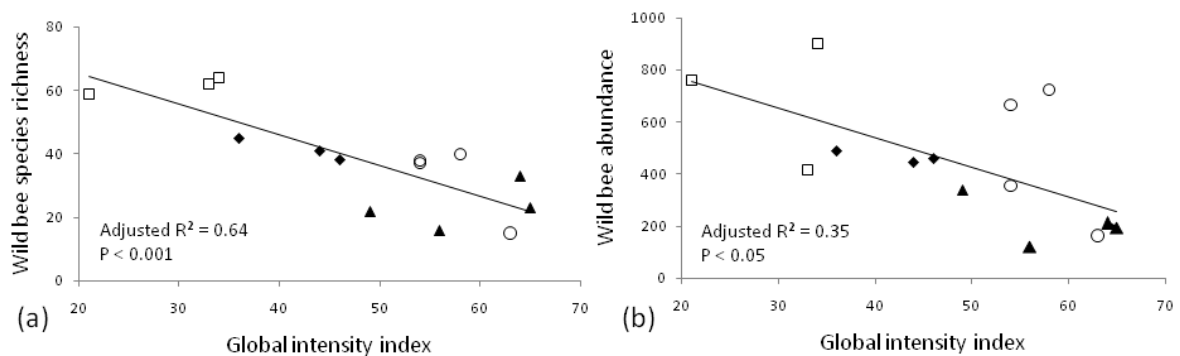 80
60
40
20
0
Wild bee species richness
Adjusted R² = 0.64
P < 0.001
20 30 40 50 60 70
(a)
Global intensity index
1000
800
600
400
200
0
Wild bee abundance
Adjusted R² = 0.35
P < 0.05
20 30 40 50 60 70
(b)
Global intensity index